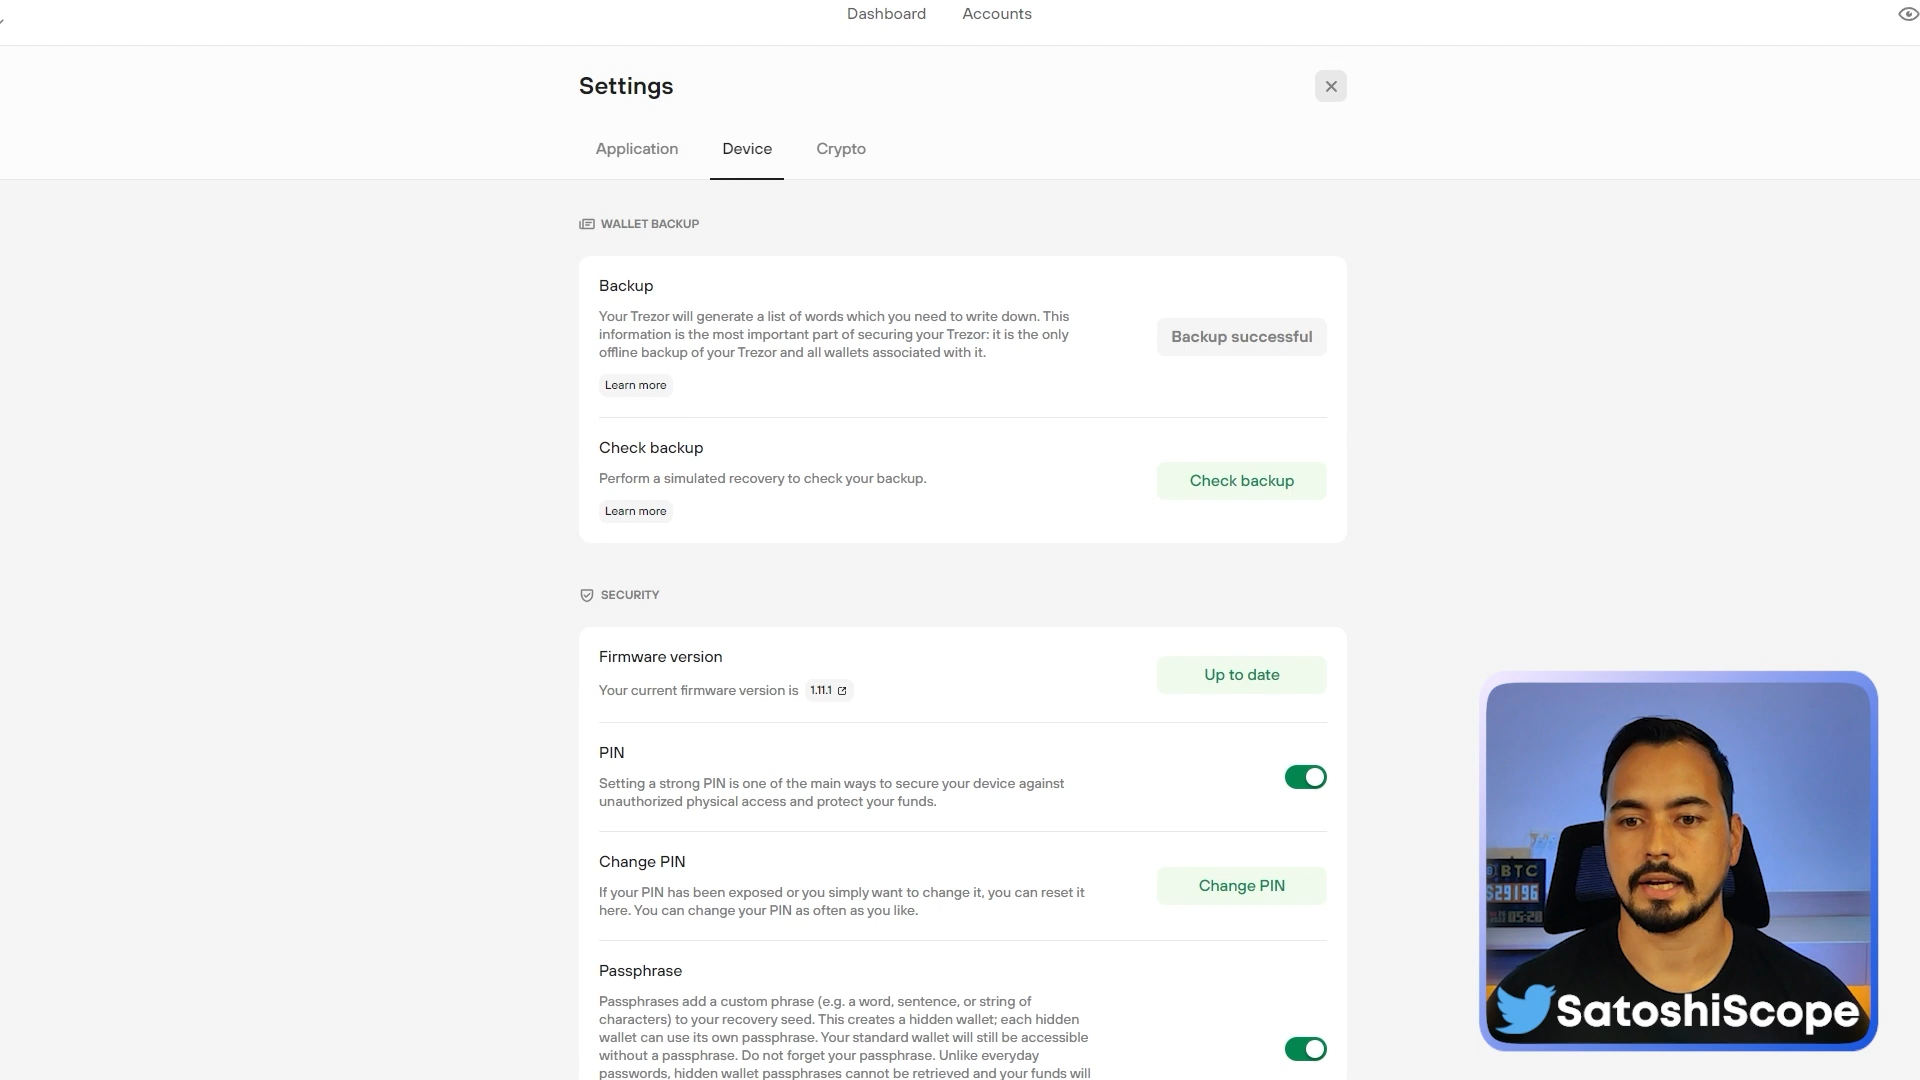 Dashboard Accounts
Settings
Application Device Crypto
WALLET BACKUP
Backup
Your Trezor will generate a list of words which you need to write down. This
information is the most important part of securing your Trezor: it is the only
offline backup of your Trezor and all wallets associated with it.
Backup successful
Learn more
Check backup
Perform a simulated recovery to check your backup.
Check backup
Learn more
SECURITY
Firmware version
Your current firmware version is 1.11.1
Up to date
PIN
Setting a strong PIN is one of the main ways to secure your device against
unauthorized physical access and protect your funds.
Change PIN
If your PIN has been exposed or you simply want to change it, you can reset it
here. You can change your PIN as often as you like.
Change PIN
Passphrase
Passphrases add a custom phrase (e.g. a word, sentence, or string of
characters) to your recovery seed. This creates a hidden wallet; each hidden
wallet can use its own passphrase. Your standard wallet will still be accessible
without a passphrase. Do not forget your passphrase. Unlike everyday
passwords, hidden wallet passphrases cannot be retrieved and your funds will
BTC
$29196
05:20
SatoshiScope